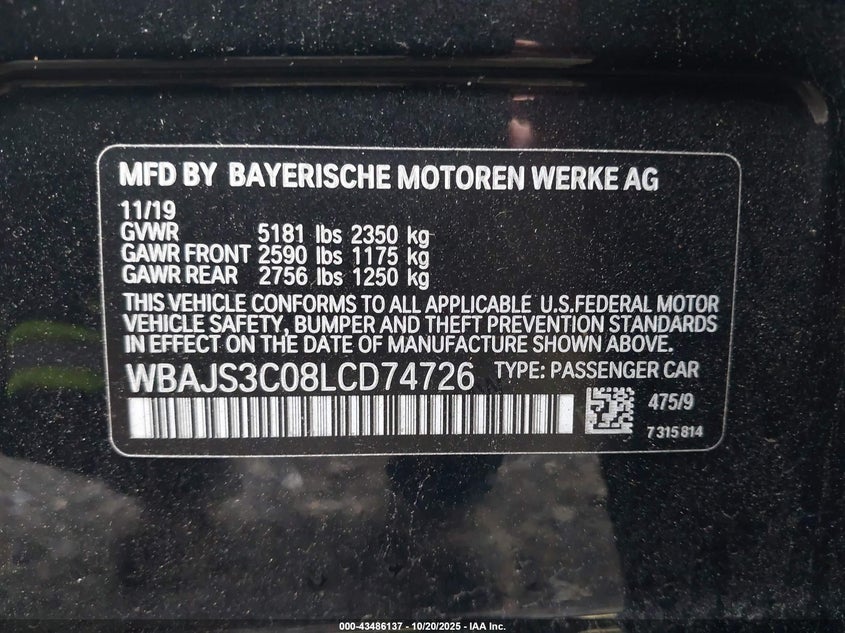 MFD BY BAYERISCHE MOTOREN WERKE AG
11/19
GVWR 5181 lbs 2350 kg
GAWR FRONT 2590 lbs 1175 kg
GAWR REAR 2756 lbs 1250 kg
THIS VEHICLE CONFORMS TO ALL APPLICABLE U.S.FEDERAL MOTOR
VEHICLE SAFETY, BUMPER AND THEFT PREVENTION STANDARDS
IN EFFECT ON THE DATE OF MANUFACTURE SHOWN ABOVE.
WBAJS3C08LCD74726 TYPE: PASSENGER CAR
475/9
7315814
000-43486137 - 10/20/2025 - IAA Inc.